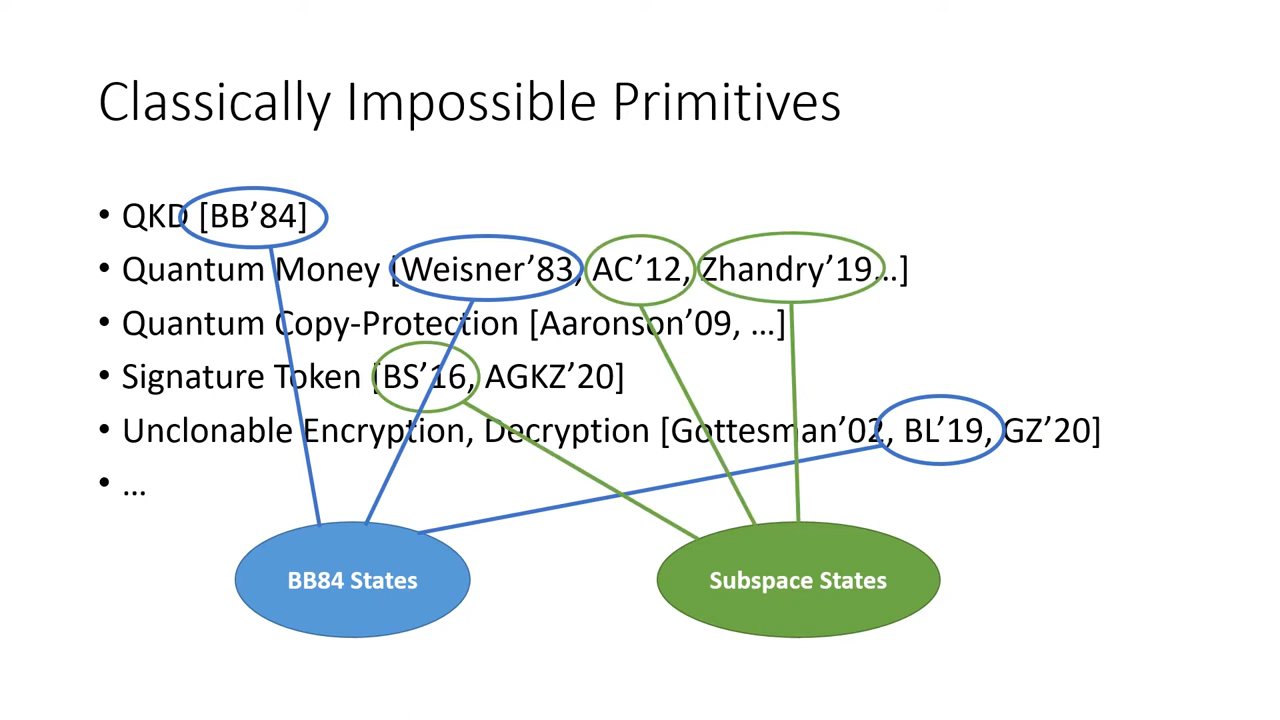 Classically Impossible Primitives
• QKD [BB’84]
• Quantum Money [Weisner’83, AC’12, Zhandry’19…]
• Quantum Copy-Protection [Aaronson’09, …]
• Signature Token [BS’16, AGKZ’20]
• Unclonable Encryption, Decryption [Gottesman’02, BL’19, GZ’20]
• …
BB84 States
Subspace States